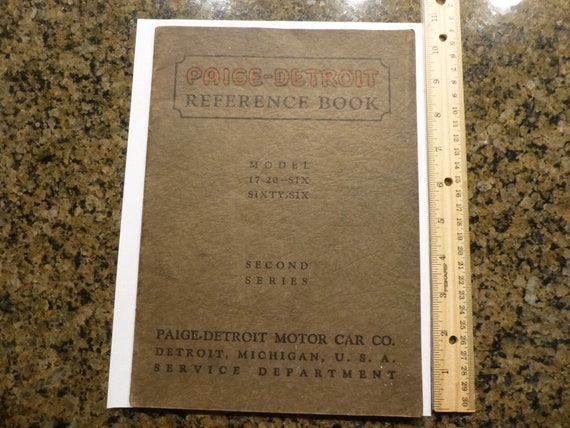 PAIGE-DETROIT
REFERENCE BOOK
MODEL
17-20-SIX
SIXTY-SIX
SECOND
SERIES
PAIGE-DETROIT MOTOR CAR CO.
DETROIT, MICHIGAN, U. S. A.
SERVICE DEPARTMENT